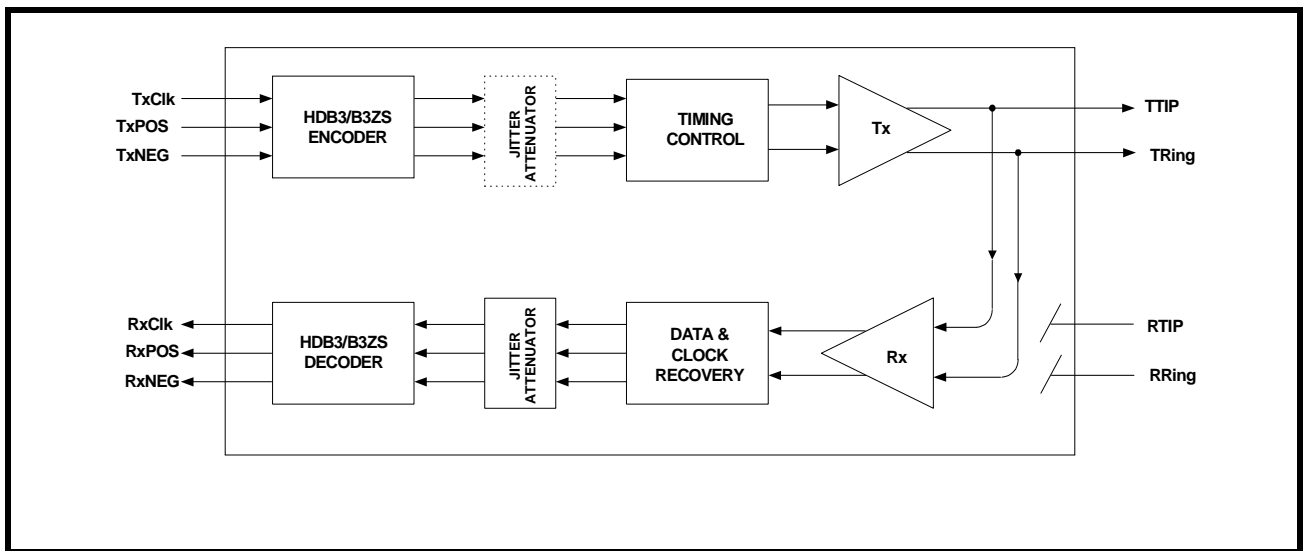 TxClk
TxPOS
TxNEG
HDB3/B3ZS
ENCODER
JITTER
ATTENUATOR
TIMING
CONTROL
Tx
TTIP
TRing
RxClk
RxPOS
RxNEG
HDB3/B3ZS
DECODER
JITTER
ATTENUATOR
DATA &
CLOCK
RECOVERY
Rx
RTIP
RRing